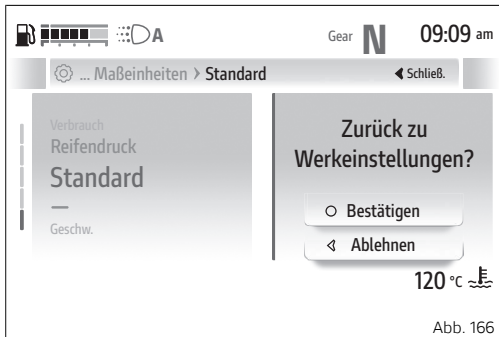 A Gear N 09:09 am
... Maßeinheiten > Standard Schließ.
Verbrauch
Reifendruck
Standard
Geschw.
Zurück zu
Werkeinstellungen?
Bestätigen
Ablehnen
120 °C
Abb. 166